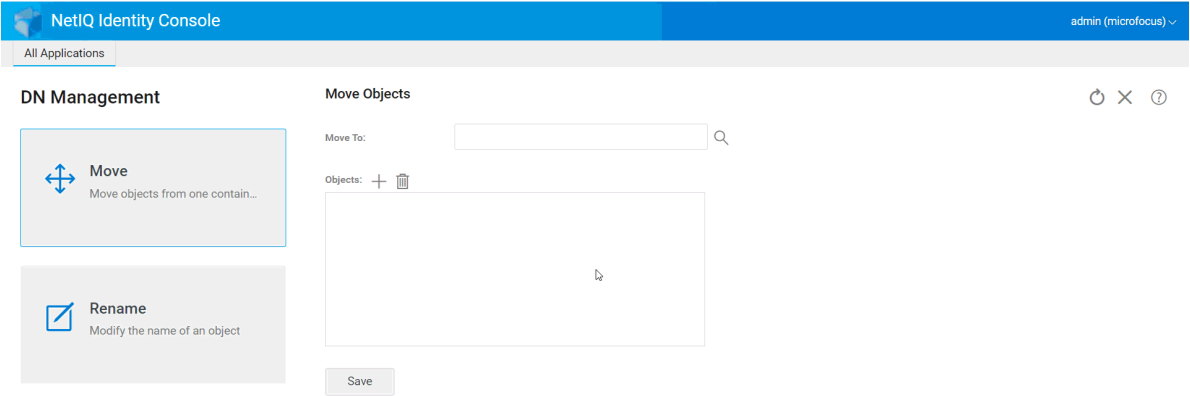 NetIQ Identity Console
admin (microfocus)
All Applications
DN Management
Move
Move objects from one contain...
Rename
Modify the name of an object
Move Objects
Move To:
Objects:
Save